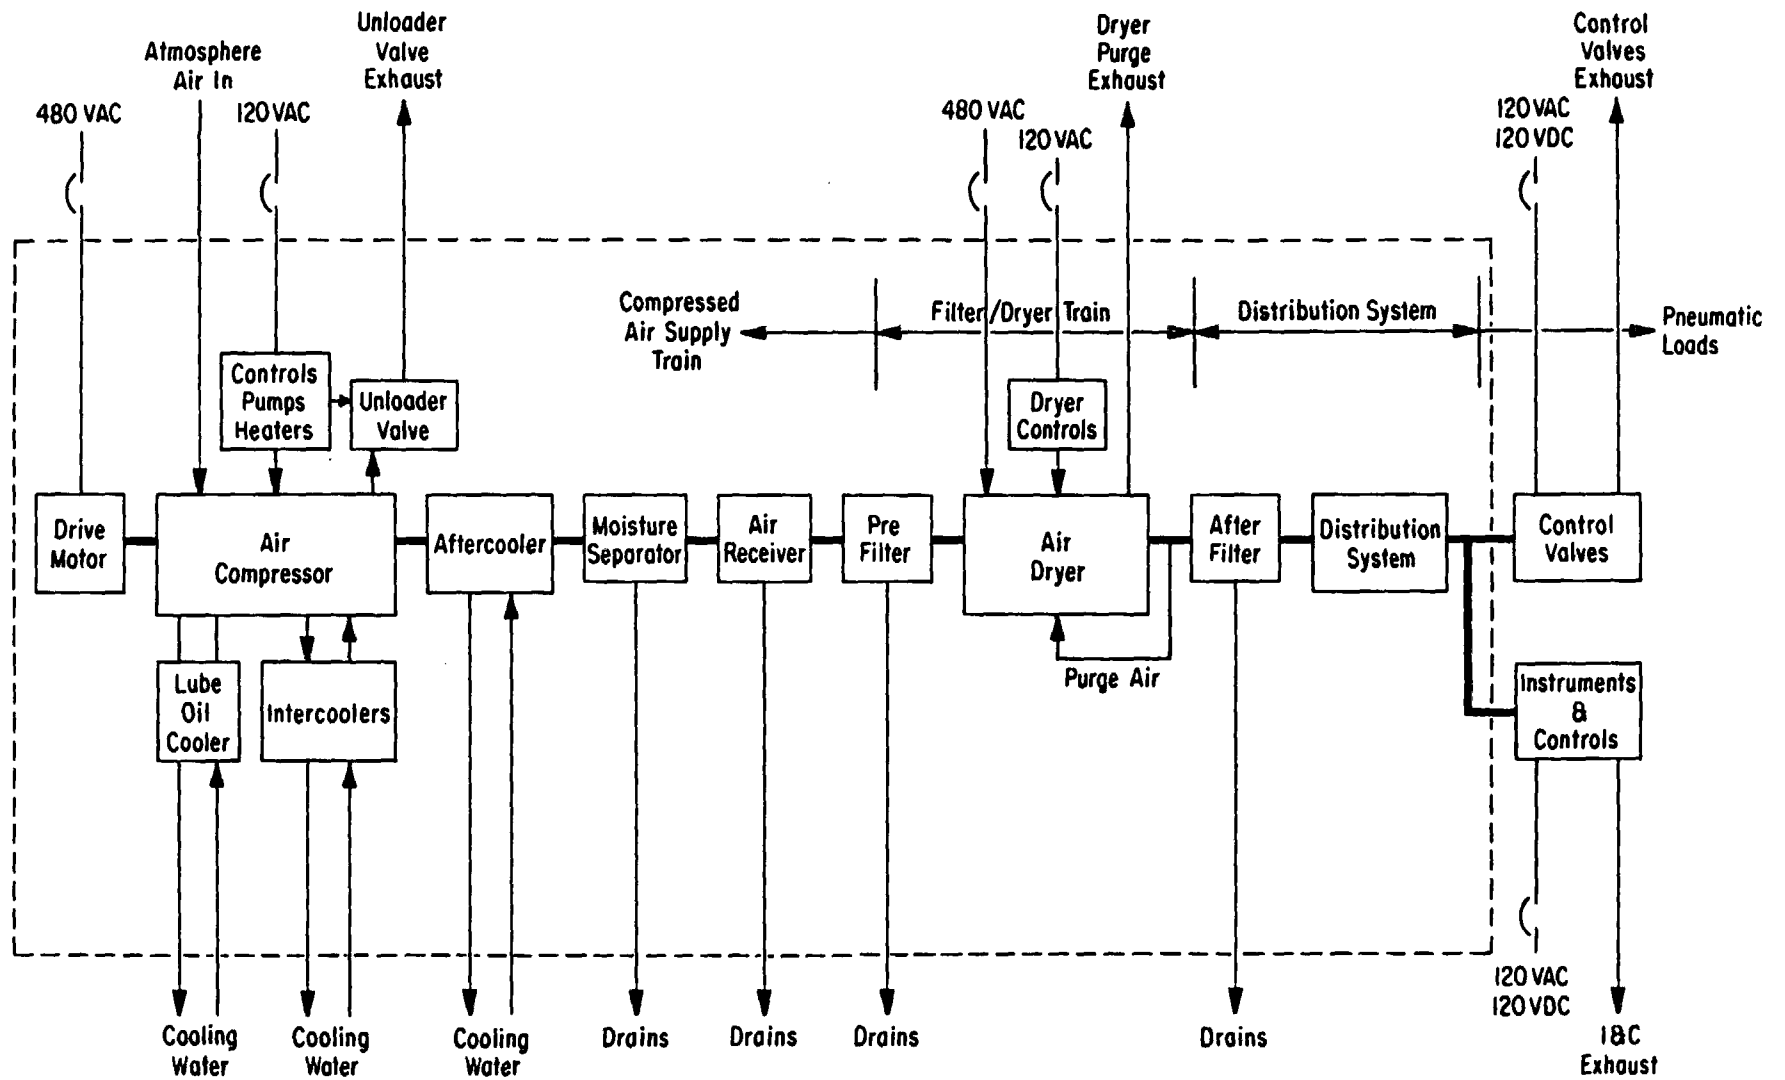 Unloader
Valve
Exhaust
Dryer
Purge
Exhaust
Control
Valves
Exhaust
Atmosphere
Air In
480 VAC
120 VAC
480 VAC
120 VAC
120 VAC
120 VDC
Compressed
Air Supply
Train
Filter/Dryer Train
Distribution System
Pneumatic
Loads
Controls
Pumps
Heaters
Unloader
Valve
Dryer
Controls
Drive
Motor
Air
Compressor
Aftercooler
Moisture
Separator
Air
Receiver
Pre
Filter
Air
Dryer
After
Filter
Distribution
System
Control
Valves
Lube
Oil
Cooler
Intercoolers
Purge Air
Instruments
&
Controls
120 VAC
120 VDC
Cooling
Water
Cooling
Water
Cooling
Water
Drains
Drains
Drains
Drains
I&C
Exhaust